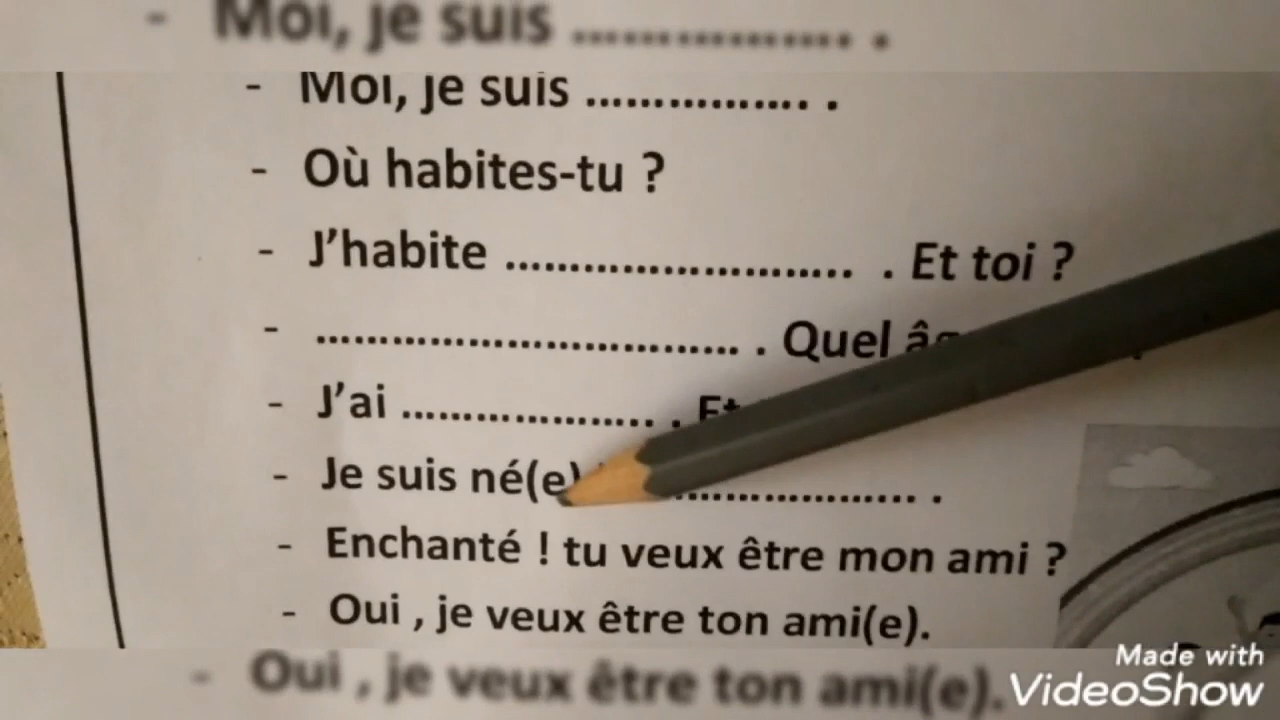 - Moi, je suis ................. .
- Moi, je suis ................. .
- Où habites-tu ?
- J'habite ........................... . Et toi ?
- ................................. . Quel
- J'ai .................... . Et
- Je suis né(e) .................... .
- Enchanté ! tu veux être mon ami ?
- Oui , je veux être ton ami(e).
- Oui , je veux être ton ami(e).
Made with
VideoShow